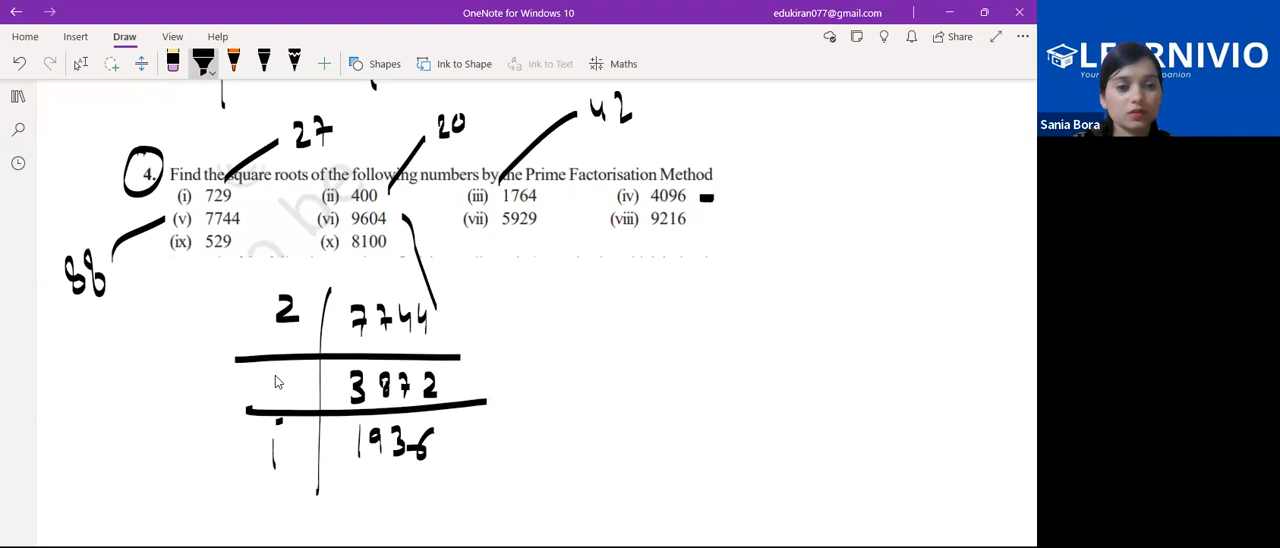 OneNote for Windows 10
edukiran077@gmail.com
Home Insert Draw View Help
Share
Shapes Ink to Shape Ink to Text Maths
LEARNIVIO
Sania Bora
27 20 42
4. Find the square roots of the following numbers by the Prime Factorisation Method
(i) 729 (ii) 400 (iii) 1764 (iv) 4096
(v) 7744 (vi) 9604 (vii) 5929 (viii) 9216
(ix) 529 (x) 8100
88
2 7744
3872
1936